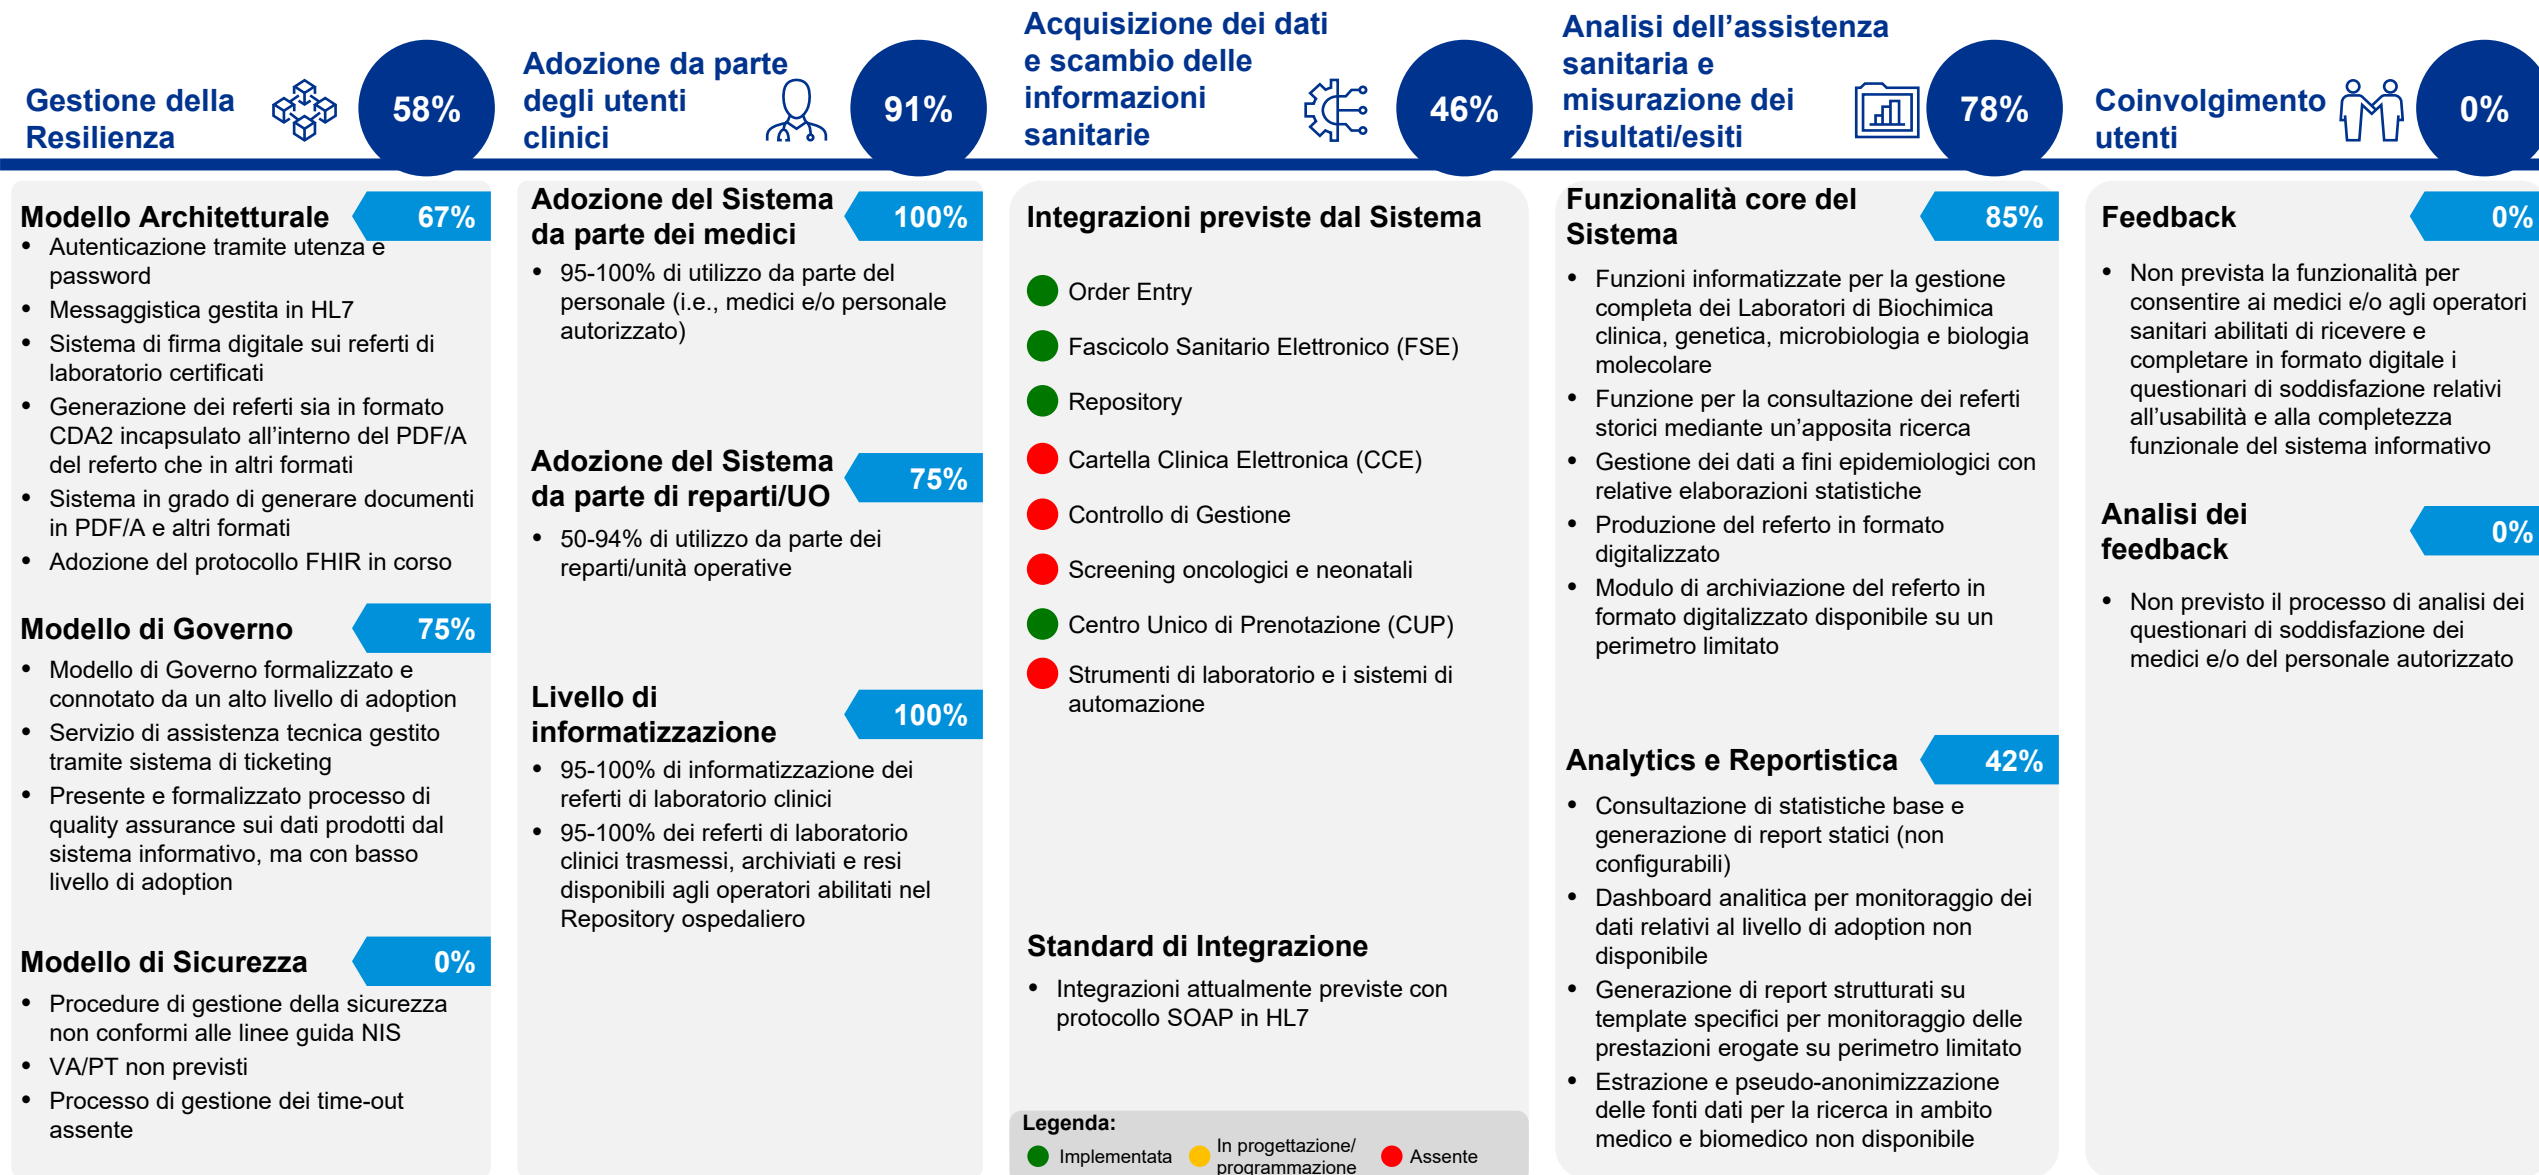 Gestione della
Resilienza
58%
Adozione da parte
degli utenti
clinici
91%
Acquisizione dei dati
e scambio delle
informazioni
sanitarie
46%
Analisi dell’assistenza
sanitaria e
misurazione dei
risultati/esiti
78%
Coinvolgimento
utenti
0%
Modello Architetturale
67%
• Autenticazione tramite utenza e
password
• Messaggistica gestita in HL7
• Sistema di firma digitale sui referti di
laboratorio certificati
• Generazione dei referti sia in formato
CDA2 incapsulato all’interno del PDF/A
del referto che in altri formati
• Sistema in grado di generare documenti
in PDF/A e altri formati
• Adozione del protocollo FHIR in corso
Modello di Governo
75%
• Modello di Governo formalizzato e
connotato da un alto livello di adoption
• Servizio di assistenza tecnica gestito
tramite sistema di ticketing
• Presente e formalizzato processo di
quality assurance sui dati prodotti dal
sistema informativo, ma con basso
livello di adoption
Modello di Sicurezza
0%
• Procedure di gestione della sicurezza
non conformi alle linee guida NIS
• VA/PT non previsti
• Processo di gestione dei time-out
assente
Adozione del Sistema
da parte dei medici
100%
• 95-100% di utilizzo da parte del
personale (i.e., medici e/o personale
autorizzato)
Adozione del Sistema
da parte di reparti/UO
75%
• 50-94% di utilizzo da parte dei
reparti/unità operative
Livello di
informatizzazione
100%
• 95-100% di informatizzazione dei
referti di laboratorio clinici
• 95-100% dei referti di laboratorio
clinici trasmessi, archiviati e resi
disponibili agli operatori abilitati nel
Repository ospedaliero
Integrazioni previste dal Sistema
Order Entry
Fascicolo Sanitario Elettronico (FSE)
Repository
Cartella Clinica Elettronica (CCE)
Controllo di Gestione
Screening oncologici e neonatali
Centro Unico di Prenotazione (CUP)
Strumenti di laboratorio e i sistemi di
automazione
Standard di Integrazione
• Integrazioni attualmente previste con
protocollo SOAP in HL7
Legenda:
Implementata
In progettazione/
programmazione
Assente
Funzionalità core del
Sistema
85%
• Funzioni informatizzate per la gestione
completa dei Laboratori di Biochimica
clinica, genetica, microbiologia e biologia
molecolare
• Funzione per la consultazione dei referti
storici mediante un’apposita ricerca
• Gestione dei dati a fini epidemiologici con
relative elaborazioni statistiche
• Produzione del referto in formato
digitalizzato
• Modulo di archiviazione del referto in
formato digitalizzato disponibile su un
perimetro limitato
Analytics e Reportistica
42%
• Consultazione di statistiche base e
generazione di report statici (non
configurabili)
• Dashboard analitica per monitoraggio dei
dati relativi al livello di adoption non
disponibile
• Generazione di report strutturati su
template specifici per monitoraggio delle
prestazioni erogate su perimetro limitato
• Estrazione e pseudo-anonimizzazione
delle fonti dati per la ricerca in ambito
medico e biomedico non disponibile
Feedback
0%
• Non prevista la funzionalità per
consentire ai medici e/o agli operatori
sanitari abilitati di ricevere e
completare in formato digitale i
questionari di soddisfazione relativi
all’usabilità e alla completezza
funzionale del sistema informativo
Analisi dei
feedback
0%
• Non previsto il processo di analisi dei
questionari di soddisfazione dei
medici e/o del personale autorizzato